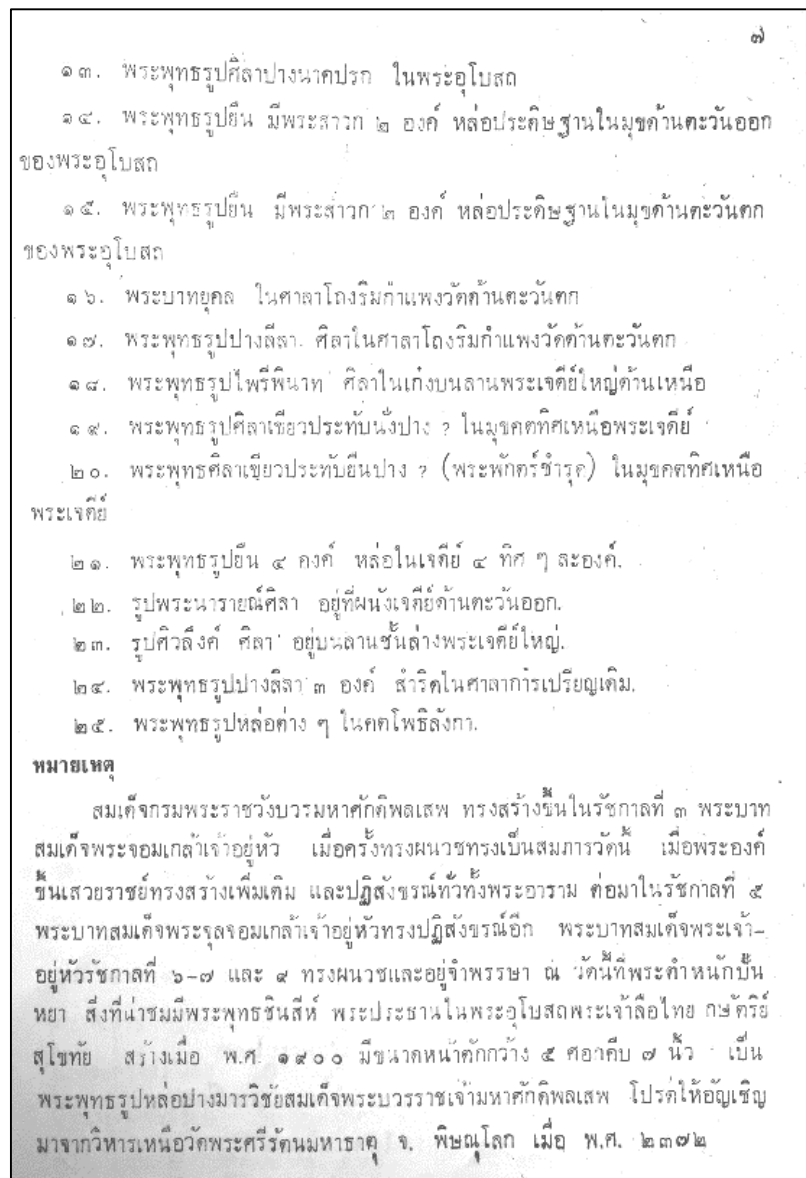 ๗
๑๓. พระพุทธรูปศิลาปางนาคปรก ในพระอุโบสถ
๑๔. พระพุทธรูปยืน มีพระสาวก ๒ องค์ หล่อประดิษฐานในมุขด้านตะวันออก
ของพระอุโบสถ
๑๕. พระพุทธรูปยืน มีพระสาวก ๒ องค์ หล่อประดิษฐานในมุขด้านตะวันตก
ของพระอุโบสถ
๑๖. พระบาทยุคล ในศาลาโถงริมกำแพงวัดด้านตะวันตก
๑๗. พระพุทธรูปปางลีลา ศิลาในศาลาโถงริมกำแพงวัดด้านตะวันตก
๑๘. พระพุทธรูปไพรีพินาท ศิลาในเก๋งบนลานพระเจดีย์ใหญ่ด้านเหนือ
๑๙. พระพุทธรูปศิลาเขียวประทับนั่งปาง ? ในมุขคตทิศเหนือพระเจดีย์
๒๐. พระพุทธศิลาเขียวประทับยืนปาง ? (พระพักตร์ชำรุด) ในมุขคตทิศเหนือ
พระเจดีย์
๒๑. พระพุทธรูปยืน ๔ องค์ หล่อในเจดีย์ ๔ ทิศ ๆ ละองค์.
๒๒. รูปพระนารายณ์ศิลา อยู่ที่ผนังเจดีย์ด้านตะวันออก.
๒๓. รูปศิวลึงค์ ศิลา อยู่บนลานชั้นล่างพระเจดีย์ใหญ่.
๒๔. พระพุทธรูปปางลีลา ๓ องค์ สำริดในศาลาการเปรียญเดิม.
๒๕. พระพุทธรูปหล่อต่าง ๆ ในคตโพธิลังกา.
หมายเหตุ
สมเด็จกรมพระราชวังบวรมหาศักดิพลเสพ ทรงสร้างขึ้นในรัชกาลที่ ๓ พระบาท
สมเด็จพระจอมเกล้าเจ้าอยู่หัว เมื่อครั้งทรงผนวชทรงเป็นสมภารวัดนี้ เมื่อพระองค์
ขึ้นเสวยราชย์ทรงสร้างเพิ่มเติม และปฏิสังขรณ์ทั่วทั้งพระอาราม ต่อมาในรัชกาลที่ ๕
พระบาทสมเด็จพระจุลจอมเกล้าเจ้าอยู่หัวทรงปฏิสังขรณ์อีก พระบาทสมเด็จพระเจ้า-
อยู่หัวรัชกาลที่ ๖-๗ และ ๙ ทรงผนวชและอยู่จำพรรษา ณ วัดนี้ที่พระตำหนักปั้น
หยา สิ่งที่น่าชมมีพระพุทธชินสีห์ พระประธานในพระอุโบสถพระเจ้าลือไทย กษัตริย์
สุโขทัย สร้างเมื่อ พ.ศ. ๑๙๐๐ มีขนาดหน้าตักกว้าง ๕ ศอกคืบ ๗ นิ้ว เป็น
พระพุทธรูปหล่อปางมารวิชัยสมเด็จพระบวรราชเจ้ามหาศักดิพลเสพ โปรดให้อัญเชิญ
มาจากวิหารเหนือวัดพระศรีรัตนมหาธาตุ จ. พิษณุโลก เมื่อ พ.ศ. ๒๓๗๒